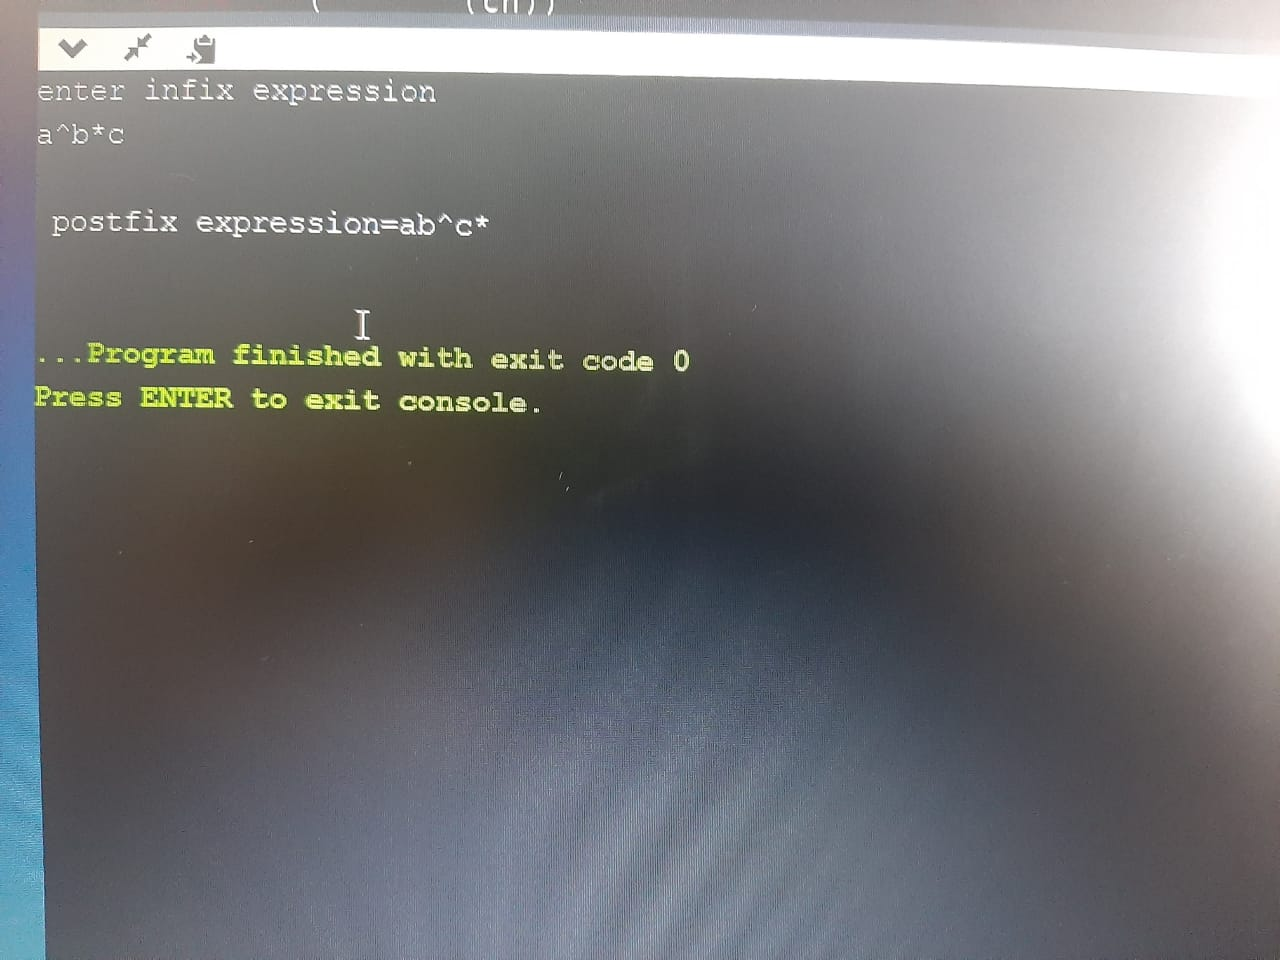 enter infix expression
a^b*c
postfix expression=ab^c*
...Program finished with exit code 0
Press ENTER to exit console.